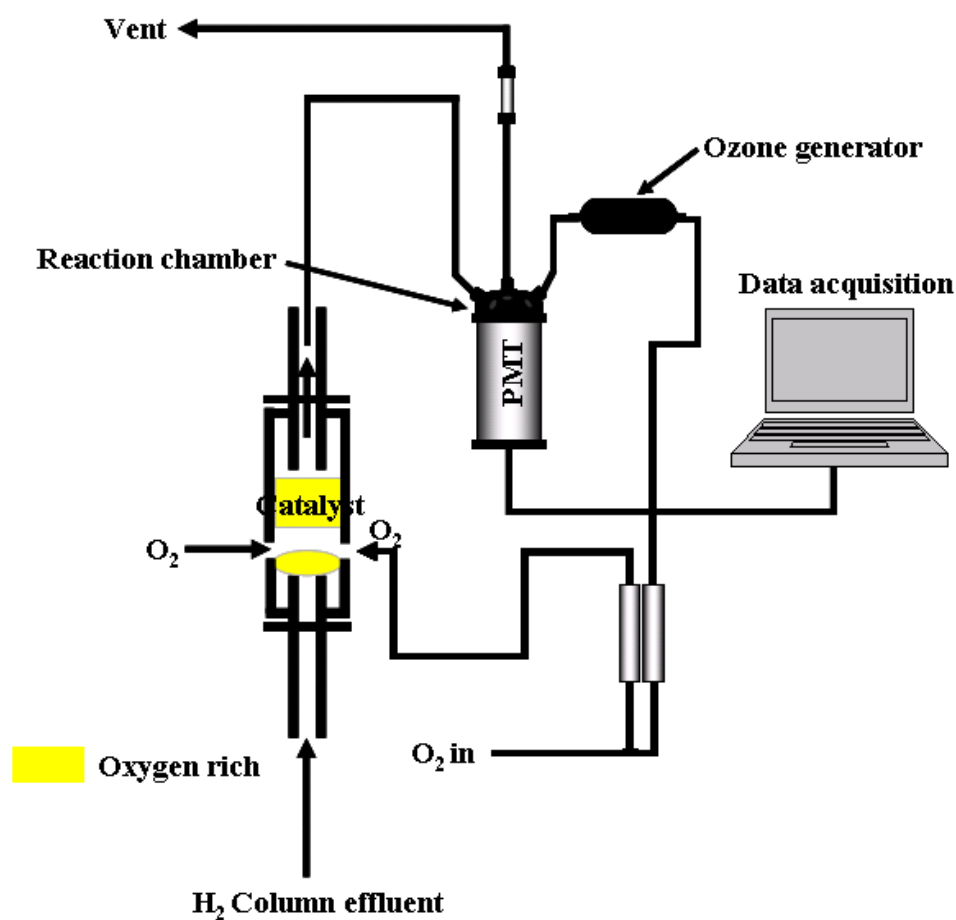 Vent
Ozone generator
Reaction chamber
Data acquisition
PMT
Catalyst
O₂
O₂
O₂ in
Oxygen rich
H₂ Column effluent